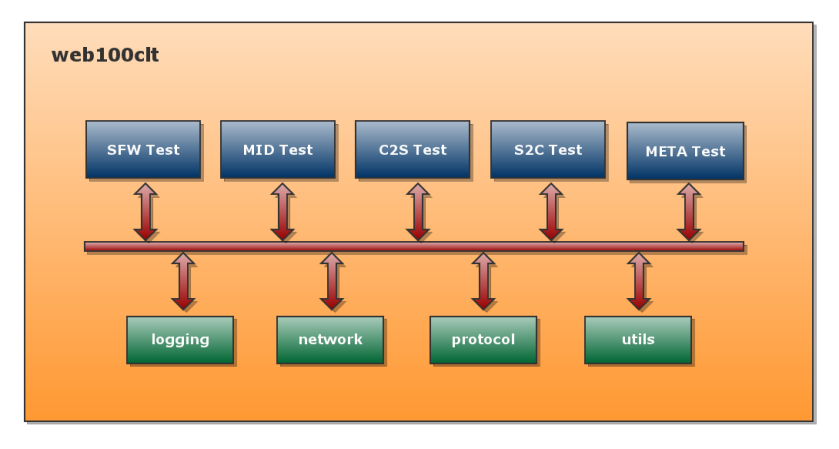 web100clt
SFW Test
MID Test
C2S Test
S2C Test
META Test
logging
network
protocol
utils